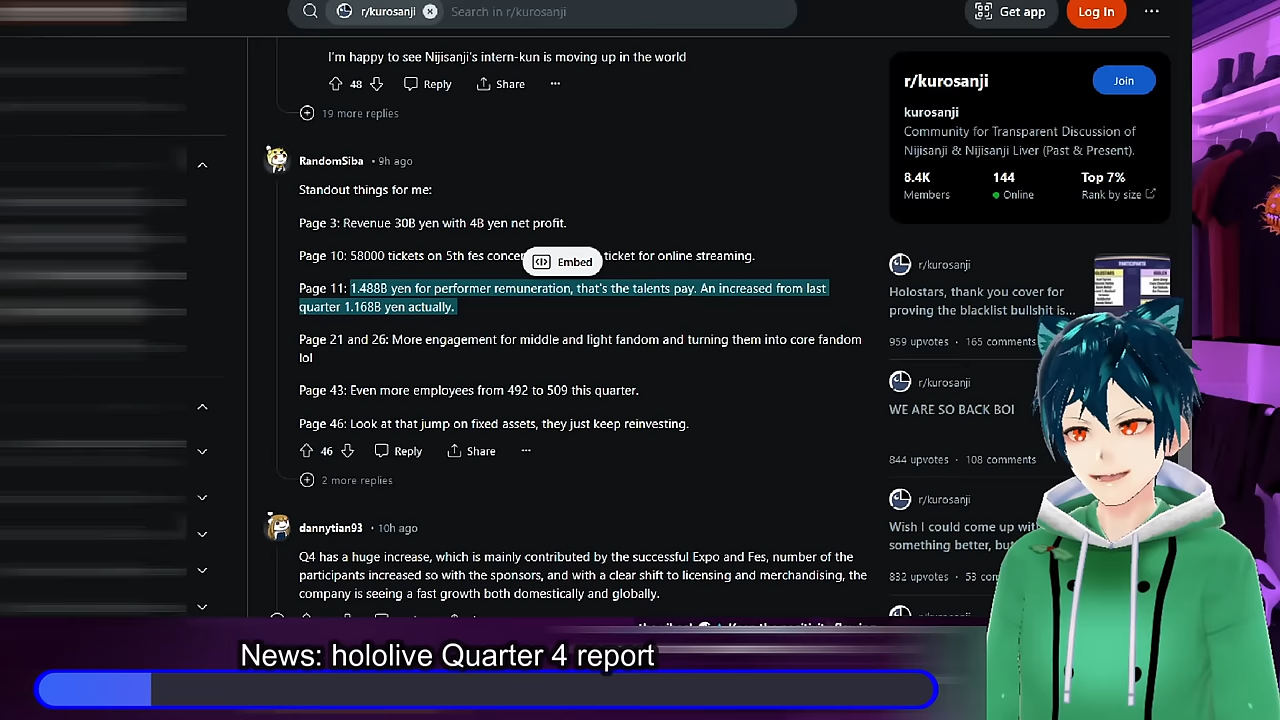 r/kurosanji
Search in r/kurosanji
Get app
Log In
I'm happy to see Nijisanji's intern-kun is moving up in the world
48
Reply
Share
19 more replies
RandomSiba • 9h ago
Standout things for me:
Page 3: Revenue 30B yen with 4B yen net profit.
Page 10: 58000 tickets on 5th fes concer
Embed
ticket for online streaming.
Page 11: 1.488B yen for performer remuneration, that's the talents pay. An increased from last
quarter 1.168B yen actually.
Page 21 and 26: More engagement for middle and light fandom and turning them into core fandom
lol
Page 43: Even more employees from 492 to 509 this quarter.
Page 46: Look at that jump on fixed assets, they just keep reinvesting.
46
Reply
Share
2 more replies
dannytian93 • 10h ago
Q4 has a huge increase, which is mainly contributed by the successful Expo and Fes, number of the
participants increased so with the sponsors, and with a clear shift to licensing and merchandising, the
company is seeing a fast growth both domestically and globally.
r/kurosanji
Join
kurosanji
Community for Transparent Discussion of
Nijisanji & Nijisanji Liver (Past & Present).
8.4K
144
Top 7%
Members
Online
Rank by size
r/kurosanji
Holostars, thank you cover for
proving the blacklist bullshit is...
959 upvotes • 165 comments
r/kurosanji
WE ARE SO BACK BOI
844 upvotes • 108 comments
r/kurosanji
Wish I could come up wit
something better, bu
832 upvotes • 53 com
News: hololive Quarter 4 report